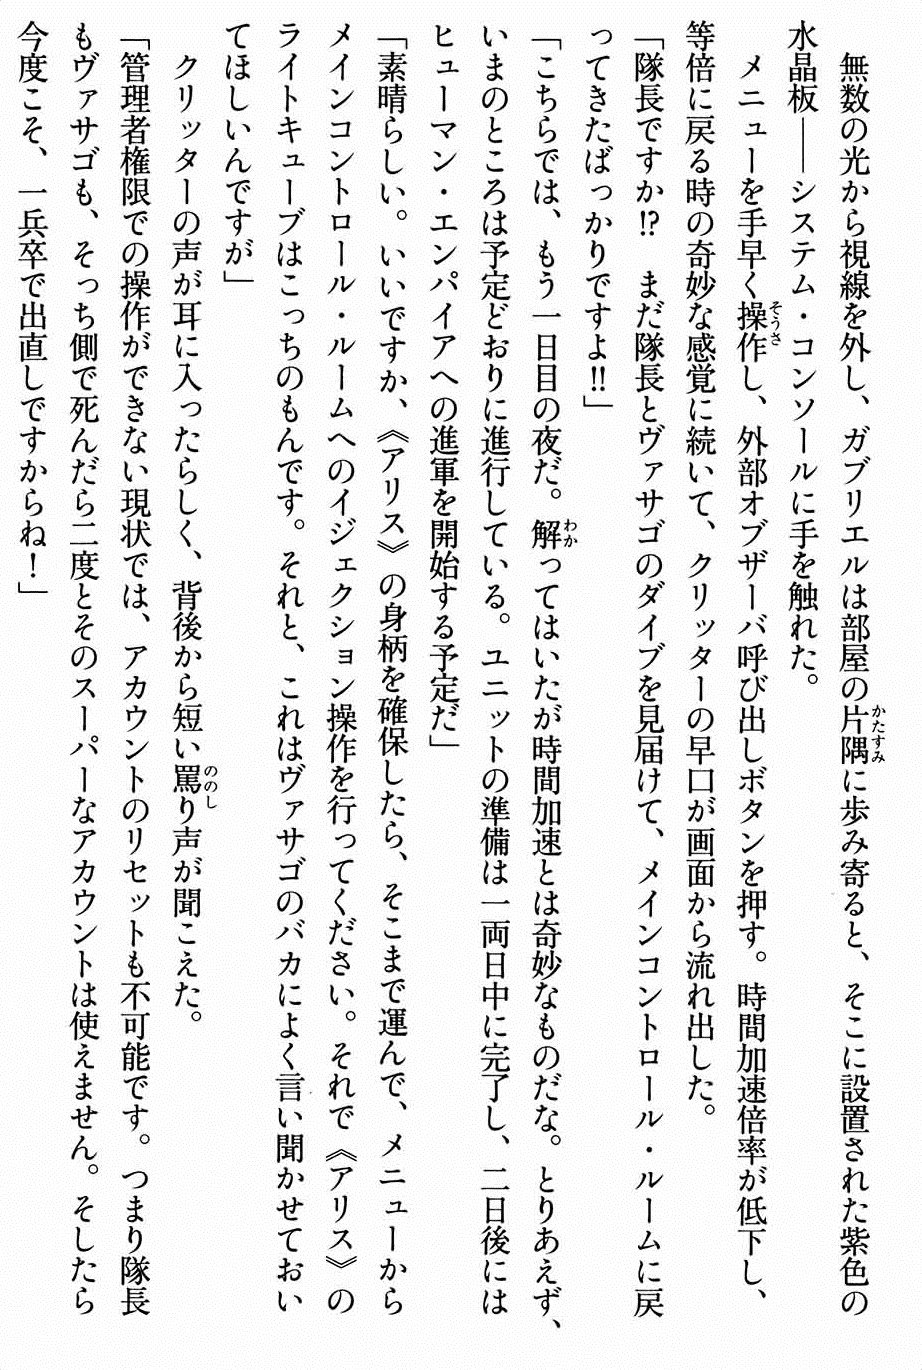 無数の光から視線を外し、ガブリエルは部屋の片隅に歩み寄ると、そこに設置された紫色の
水晶板――システム・コンソールに手を触れた。
メニューを手早く操作し、外部オブザーバ呼び出しボタンを押す。時間加速倍率が低下し、
等倍に戻る時の奇妙な感覚に続いて、クリッターの早口が画面から流れ出した。
「隊長ですか!?　まだ隊長とヴァサゴのダイブを見届けて、メインコントロール・ルームに戻
ってきたばっかりですよ!!」
「こちらでは、もう一日目の夜だ。解ってはいたが時間加速とは奇妙なものだな。とりあえず、
いまのところは予定どおりに進行している。ユニットの準備は一両日中に完了し、二日後には
ヒューマン・エンパイアへの進軍を開始する予定だ」
「素晴らしい。いいですか、《アリス》の身柄を確保したら、そこまで運んで、メニューから
メインコントロール・ルームへのイジェクション操作を行ってください。それで《アリス》の
ライトキューブはこっちのもんです。それと、これはヴァサゴのバカによく言い聞かせておい
てほしいんですが」
クリッターの声が耳に入ったらしく、背後から短い罵り声が聞こえた。
「管理者権限での操作ができない現状では、アカウントのリセットも不可能です。つまり隊長
もヴァサゴも、そっち側で死んだら二度とそのスーパーなアカウントは使えません。そしたら
今度こそ、一兵卒で出直しですからね！」